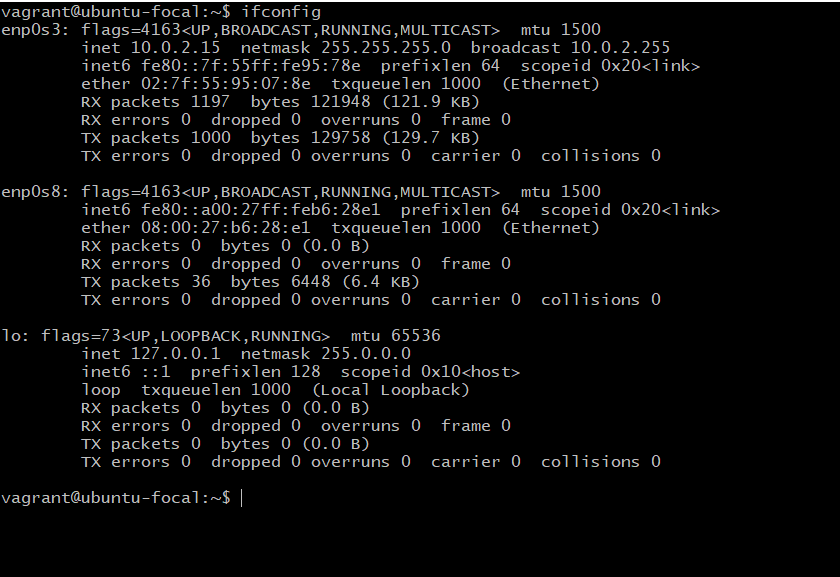 vagrant@ubuntu-focal:~$ ifconfig
enp0s3: flags=4163<UP,BROADCAST,RUNNING,MULTICAST>  mtu 1500
        inet 10.0.2.15  netmask 255.255.255.0  broadcast 10.0.2.255
        inet6 fe80::7f:55ff:fe95:78e  prefixlen 64  scopeid 0x20<link>
        ether 02:7f:55:95:07:8e  txqueuelen 1000  (Ethernet)
        RX packets 1197  bytes 121948 (121.9 KB)
        RX errors 0  dropped 0  overruns 0  frame 0
        TX packets 1000  bytes 129758 (129.7 KB)
        TX errors 0  dropped 0 overruns 0  carrier 0  collisions 0

enp0s8: flags=4163<UP,BROADCAST,RUNNING,MULTICAST>  mtu 1500
        inet6 fe80::a00:27ff:feb6:28e1  prefixlen 64  scopeid 0x20<link>
        ether 08:00:27:b6:28:e1  txqueuelen 1000  (Ethernet)
        RX packets 0  bytes 0 (0.0 B)
        RX errors 0  dropped 0  overruns 0  frame 0
        TX packets 36  bytes 6448 (6.4 KB)
        TX errors 0  dropped 0 overruns 0  carrier 0  collisions 0

lo: flags=73<UP,LOOPBACK,RUNNING>  mtu 65536
        inet 127.0.0.1  netmask 255.0.0.0
        inet6 ::1  prefixlen 128  scopeid 0x10<host>
        loop  txqueuelen 1000  (Local Loopback)
        RX packets 0  bytes 0 (0.0 B)
        RX errors 0  dropped 0  overruns 0  frame 0
        TX packets 0  bytes 0 (0.0 B)
        TX errors 0  dropped 0 overruns 0  carrier 0  collisions 0

vagrant@ubuntu-focal:~$